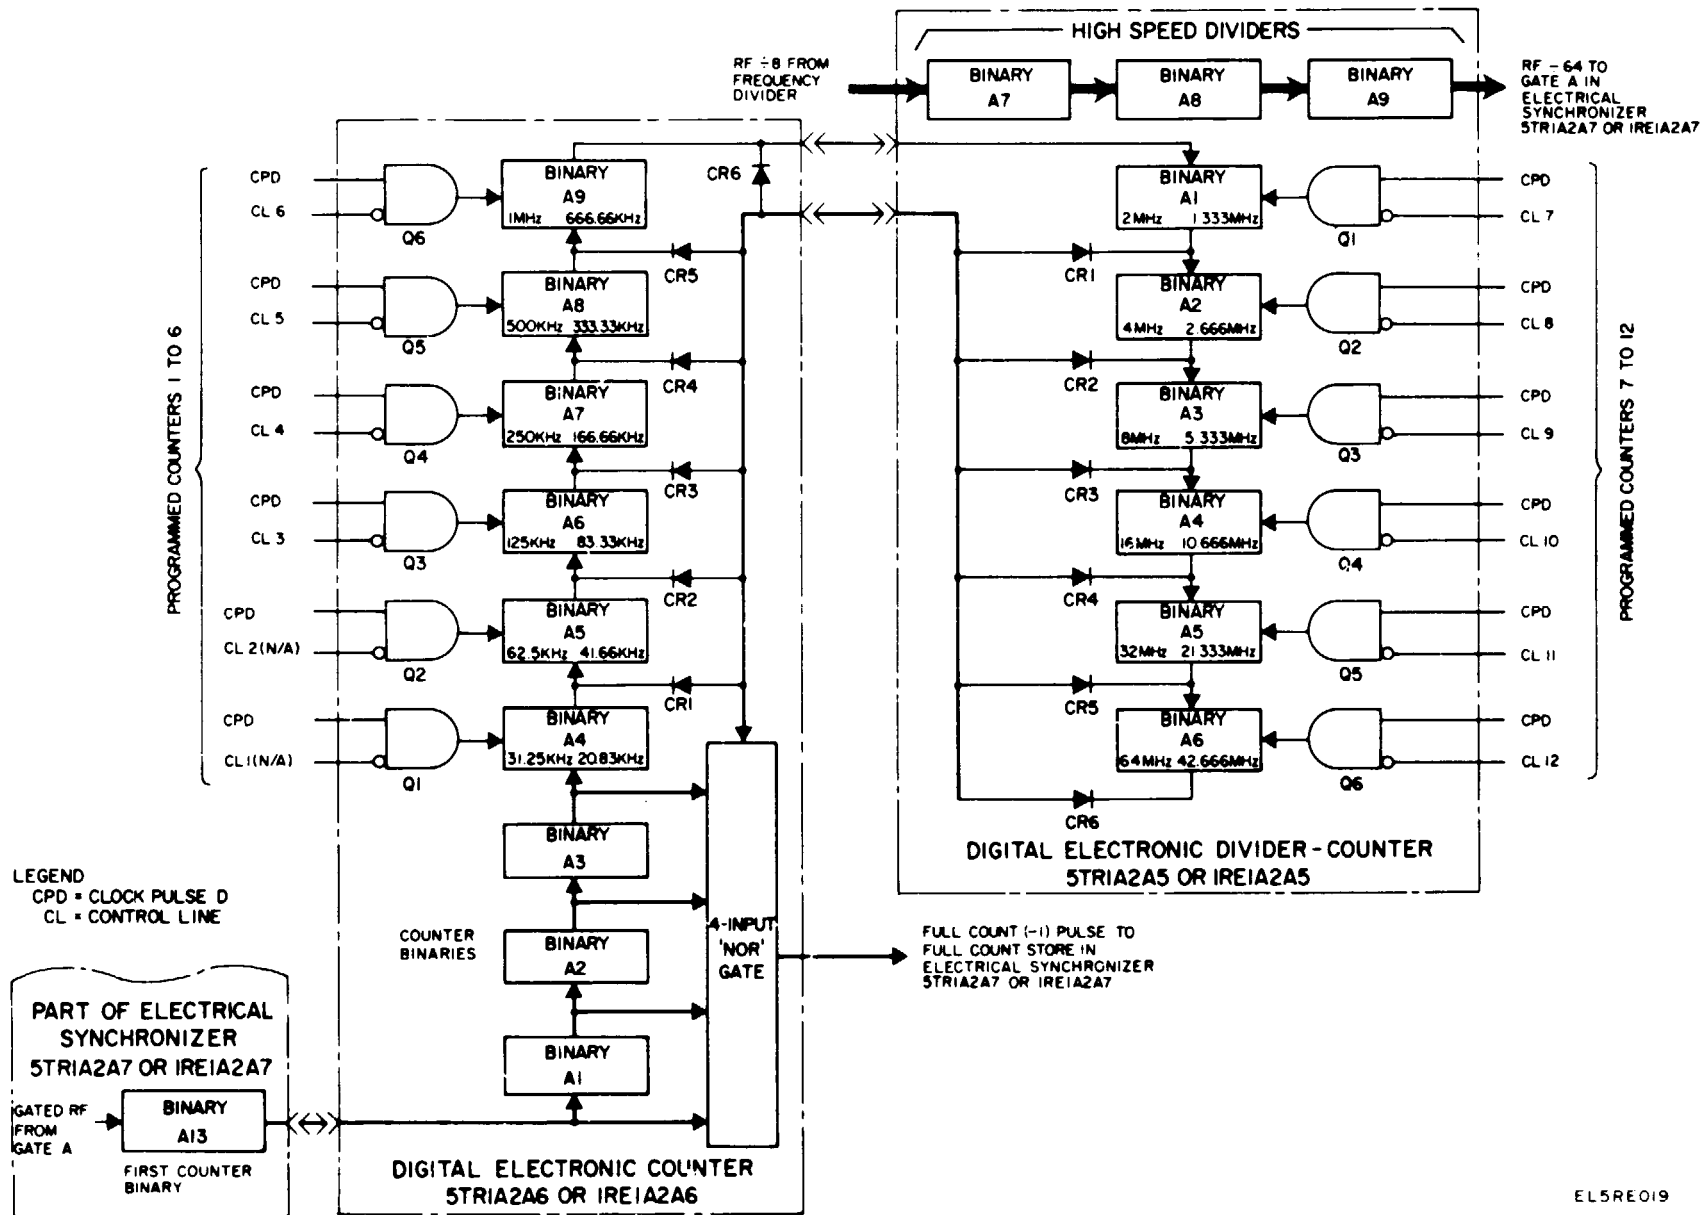 HIGH SPEED DIVIDERS
RF ÷8 FROM
FREQUENCY
DIVIDER
BINARY
A7
BINARY
A8
BINARY
A9
RF - 64 TO
GATE A IN
ELECTRICAL
SYNCHRONIZER
5TR1A2A7 OR IRE1A2A7
PROGRAMMED COUNTERS 1 TO 6
CPD
CL 6
Q6
BINARY
A9
1MHz 666.66KHz
CR6
CR5
CPD
CL 5
Q5
BINARY
A8
500KHz 333.33KHz
CR4
CPD
CL 4
Q4
BINARY
A7
250KHz 166.66KHz
CR3
CPD
CL 3
Q3
BINARY
A6
125KHz 83.33KHz
CR2
CPD
CL 2(N/A)
Q2
BINARY
A5
62.5KHz 41.66KHz
CR1
CPD
CL1(N/A)
Q1
BINARY
A4
31.25KHz 20.83KHz
BINARY
A3
COUNTER
BINARIES
BINARY
A2
BINARY
A1
4-INPUT
'NOR'
GATE
BINARY
A1
2MHz 1.333MHz
Q1
CPD
CL 7
CR1
BINARY
A2
4MHz 2.666MHz
Q2
CPD
CL 8
CR2
BINARY
A3
8MHz 5.333MHz
Q3
CPD
CL 9
CR3
BINARY
A4
16MHz 10.666MHz
Q4
CPD
CL 10
CR4
BINARY
A5
32MHz 21.333MHz
Q5
CPD
CL 11
CR5
BINARY
A6
64MHz 42.666MHz
Q6
CPD
CL 12
CR6
PROGRAMMED COUNTERS 7 TO 12
DIGITAL ELECTRONIC DIVIDER-COUNTER
5TR1A2A5 OR IRE1A2A5
LEGEND
CPD = CLOCK PULSE D
CL = CONTROL LINE
FULL COUNT (-1) PULSE TO
FULL COUNT STORE IN
ELECTRICAL SYNCHRONIZER
5TR1A2A7 OR IRE1A2A7
PART OF ELECTRICAL
SYNCHRONIZER
5TR1A2A7 OR IRE1A2A7
GATED RF
FROM
GATE A
BINARY
A13
FIRST COUNTER
BINARY
DIGITAL ELECTRONIC COUNTER
5TR1A2A6 OR IRE1A2A6
EL5RE019